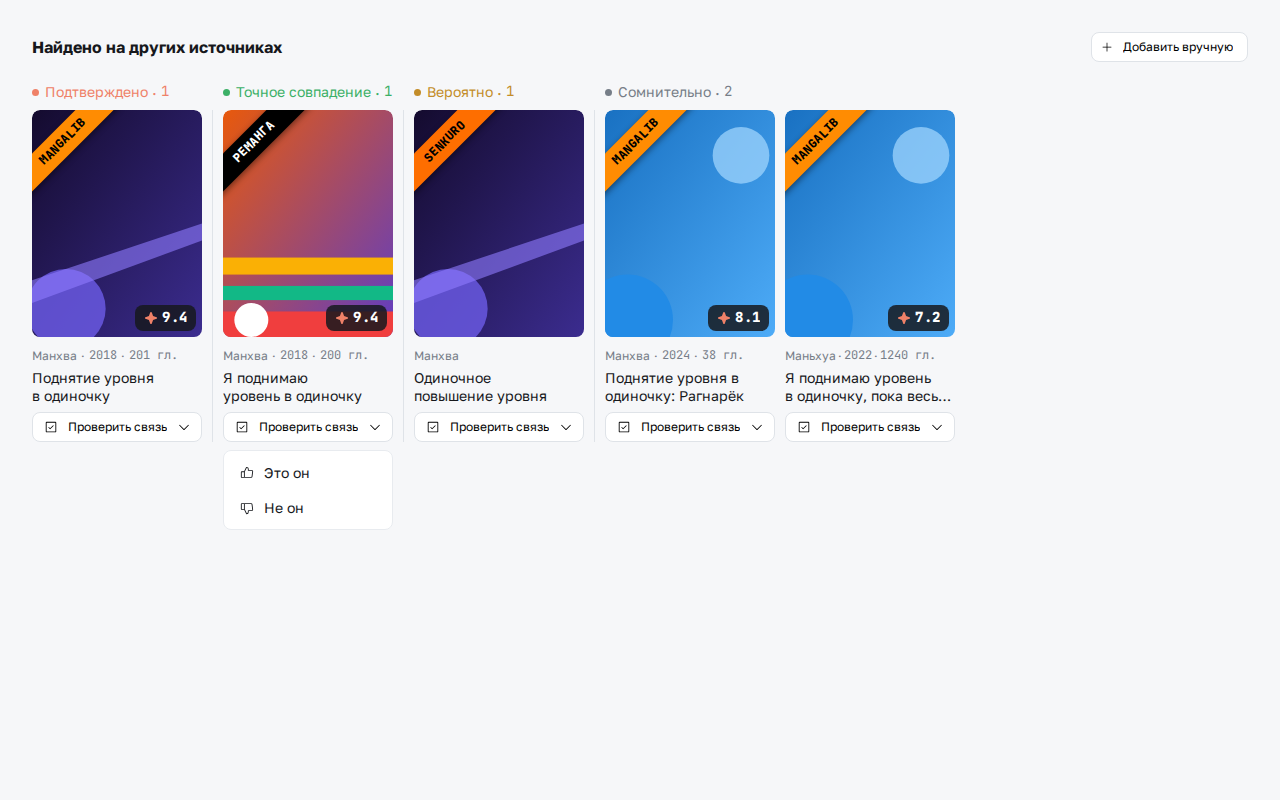 Найдено на других источниках
Добавить вручную
Подтверждено · 1
Точное совпадение · 1
Вероятно · 1
Сомнительно · 2
MANGALIB
9.4
Манхва · 2018 · 201 гл.
Поднятие уровня
в одиночку
Проверить связь
РЕМАНГА
9.4
Манхва · 2018 · 200 гл.
Я поднимаю
уровень в одиночку
Проверить связь
Это он
Не он
SENKURO
Манхва
Одиночное
повышение уровня
Проверить связь
MANGALIB
8.1
Манхва · 2024 · 38 гл.
Поднятие уровня в
одиночку: Рагнарёк
Проверить связь
MANGALIB
7.2
Маньхуа · 2022 · 1240 гл.
Я поднимаю уровень
в одиночку, пока весь…
Проверить связь